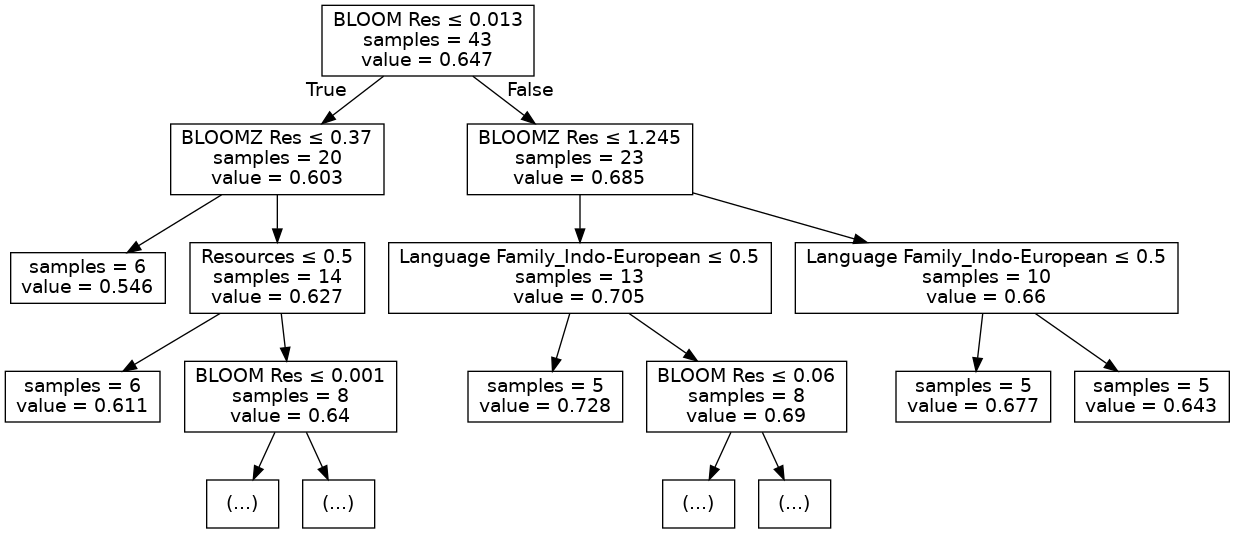 BLOOM Res ≤ 0.013
samples = 43
value = 0.647
True
False
BLOOMZ Res ≤ 0.37
samples = 20
value = 0.603
BLOOMZ Res ≤ 1.245
samples = 23
value = 0.685
samples = 6
value = 0.546
Resources ≤ 0.5
samples = 14
value = 0.627
Language Family_Indo-European ≤ 0.5
samples = 13
value = 0.705
Language Family_Indo-European ≤ 0.5
samples = 10
value = 0.66
samples = 6
value = 0.611
BLOOM Res ≤ 0.001
samples = 8
value = 0.64
samples = 5
value = 0.728
BLOOM Res ≤ 0.06
samples = 8
value = 0.69
samples = 5
value = 0.677
samples = 5
value = 0.643
(...)
(...)
(...)
(...)